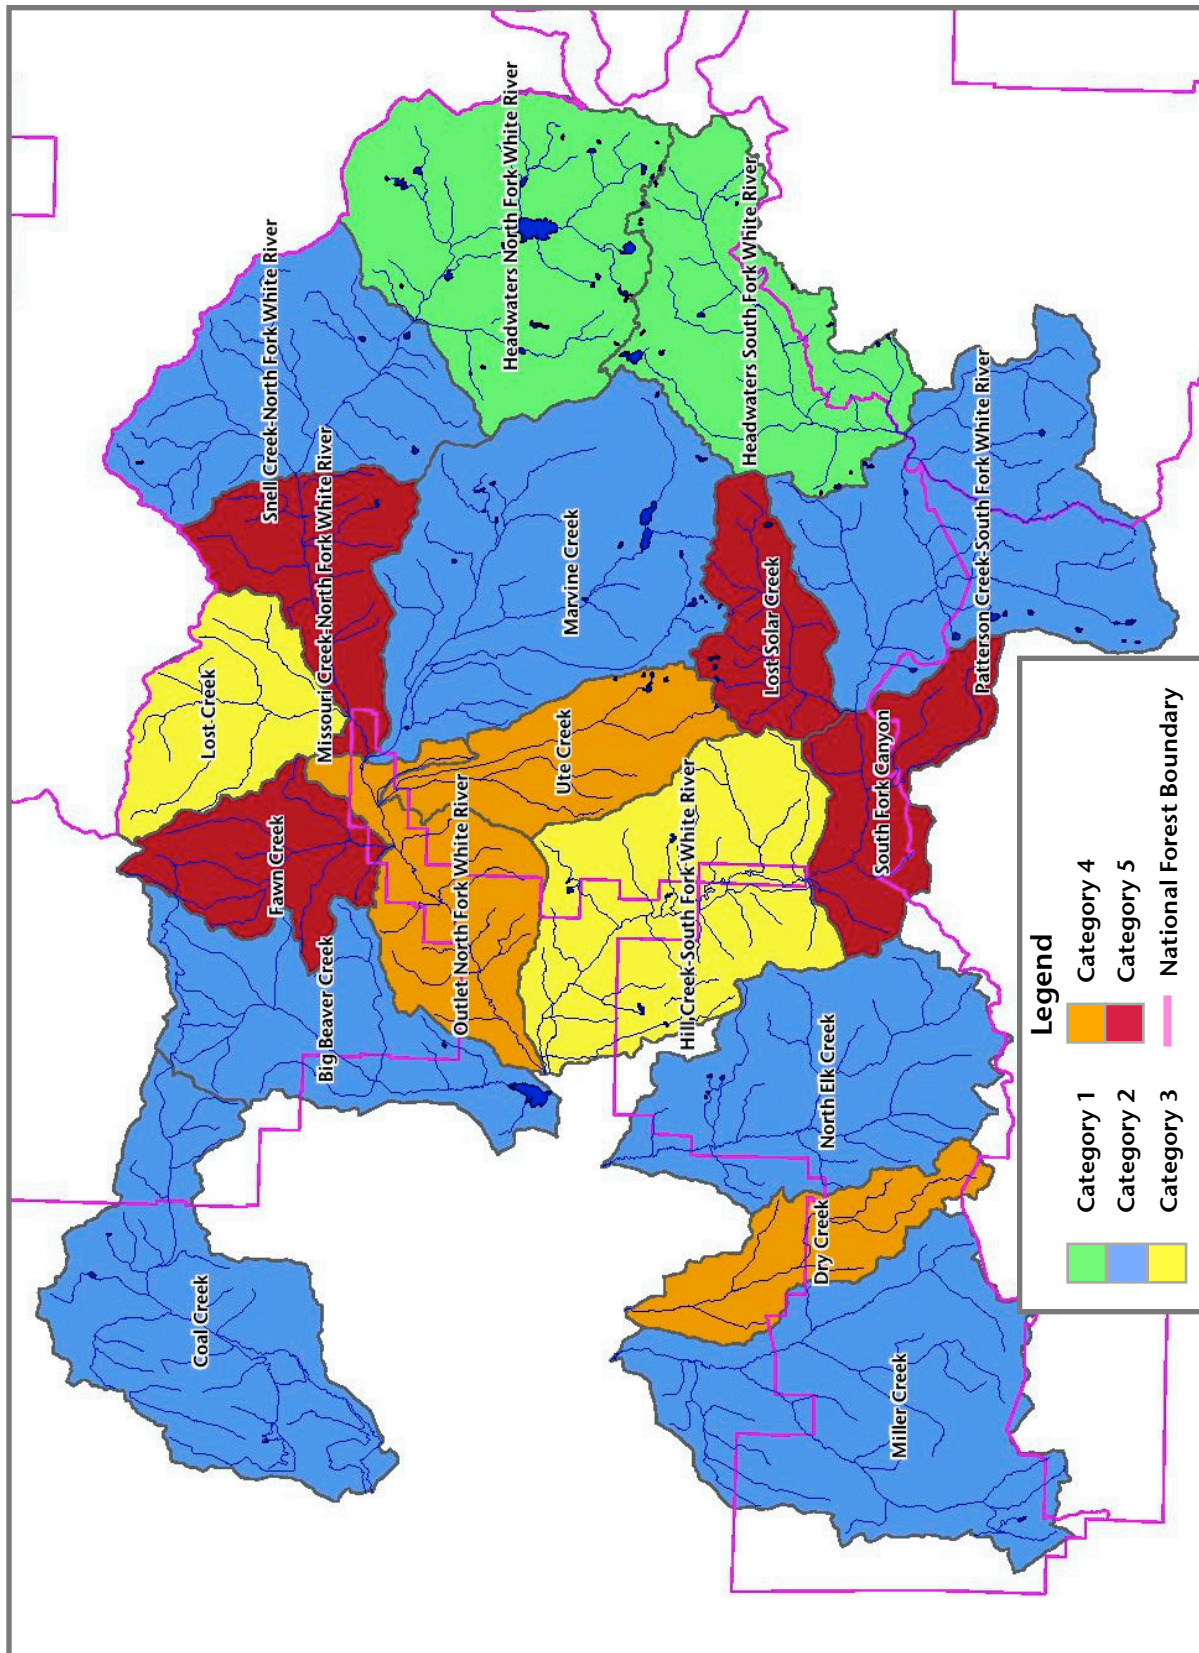 Coal Creek
Big Beaver Creek
Fawn Creek
Lost Creek
Missouri Creek-North Fork White River
Snell Creek-North Fork White River
Headwaters North Fork White River
Outlet North Fork White River
Ute Creek
Marvine Creek
Hill Creek-South Fork White River
Lost Solar Creek
Headwaters South Fork White River
Miller Creek
Dry Creek
North Elk Creek
South Fork Canyon
Patterson Creek-South Fork White River
Legend
Category 1
Category 2
Category 3
Category 4
Category 5
National Forest Boundary